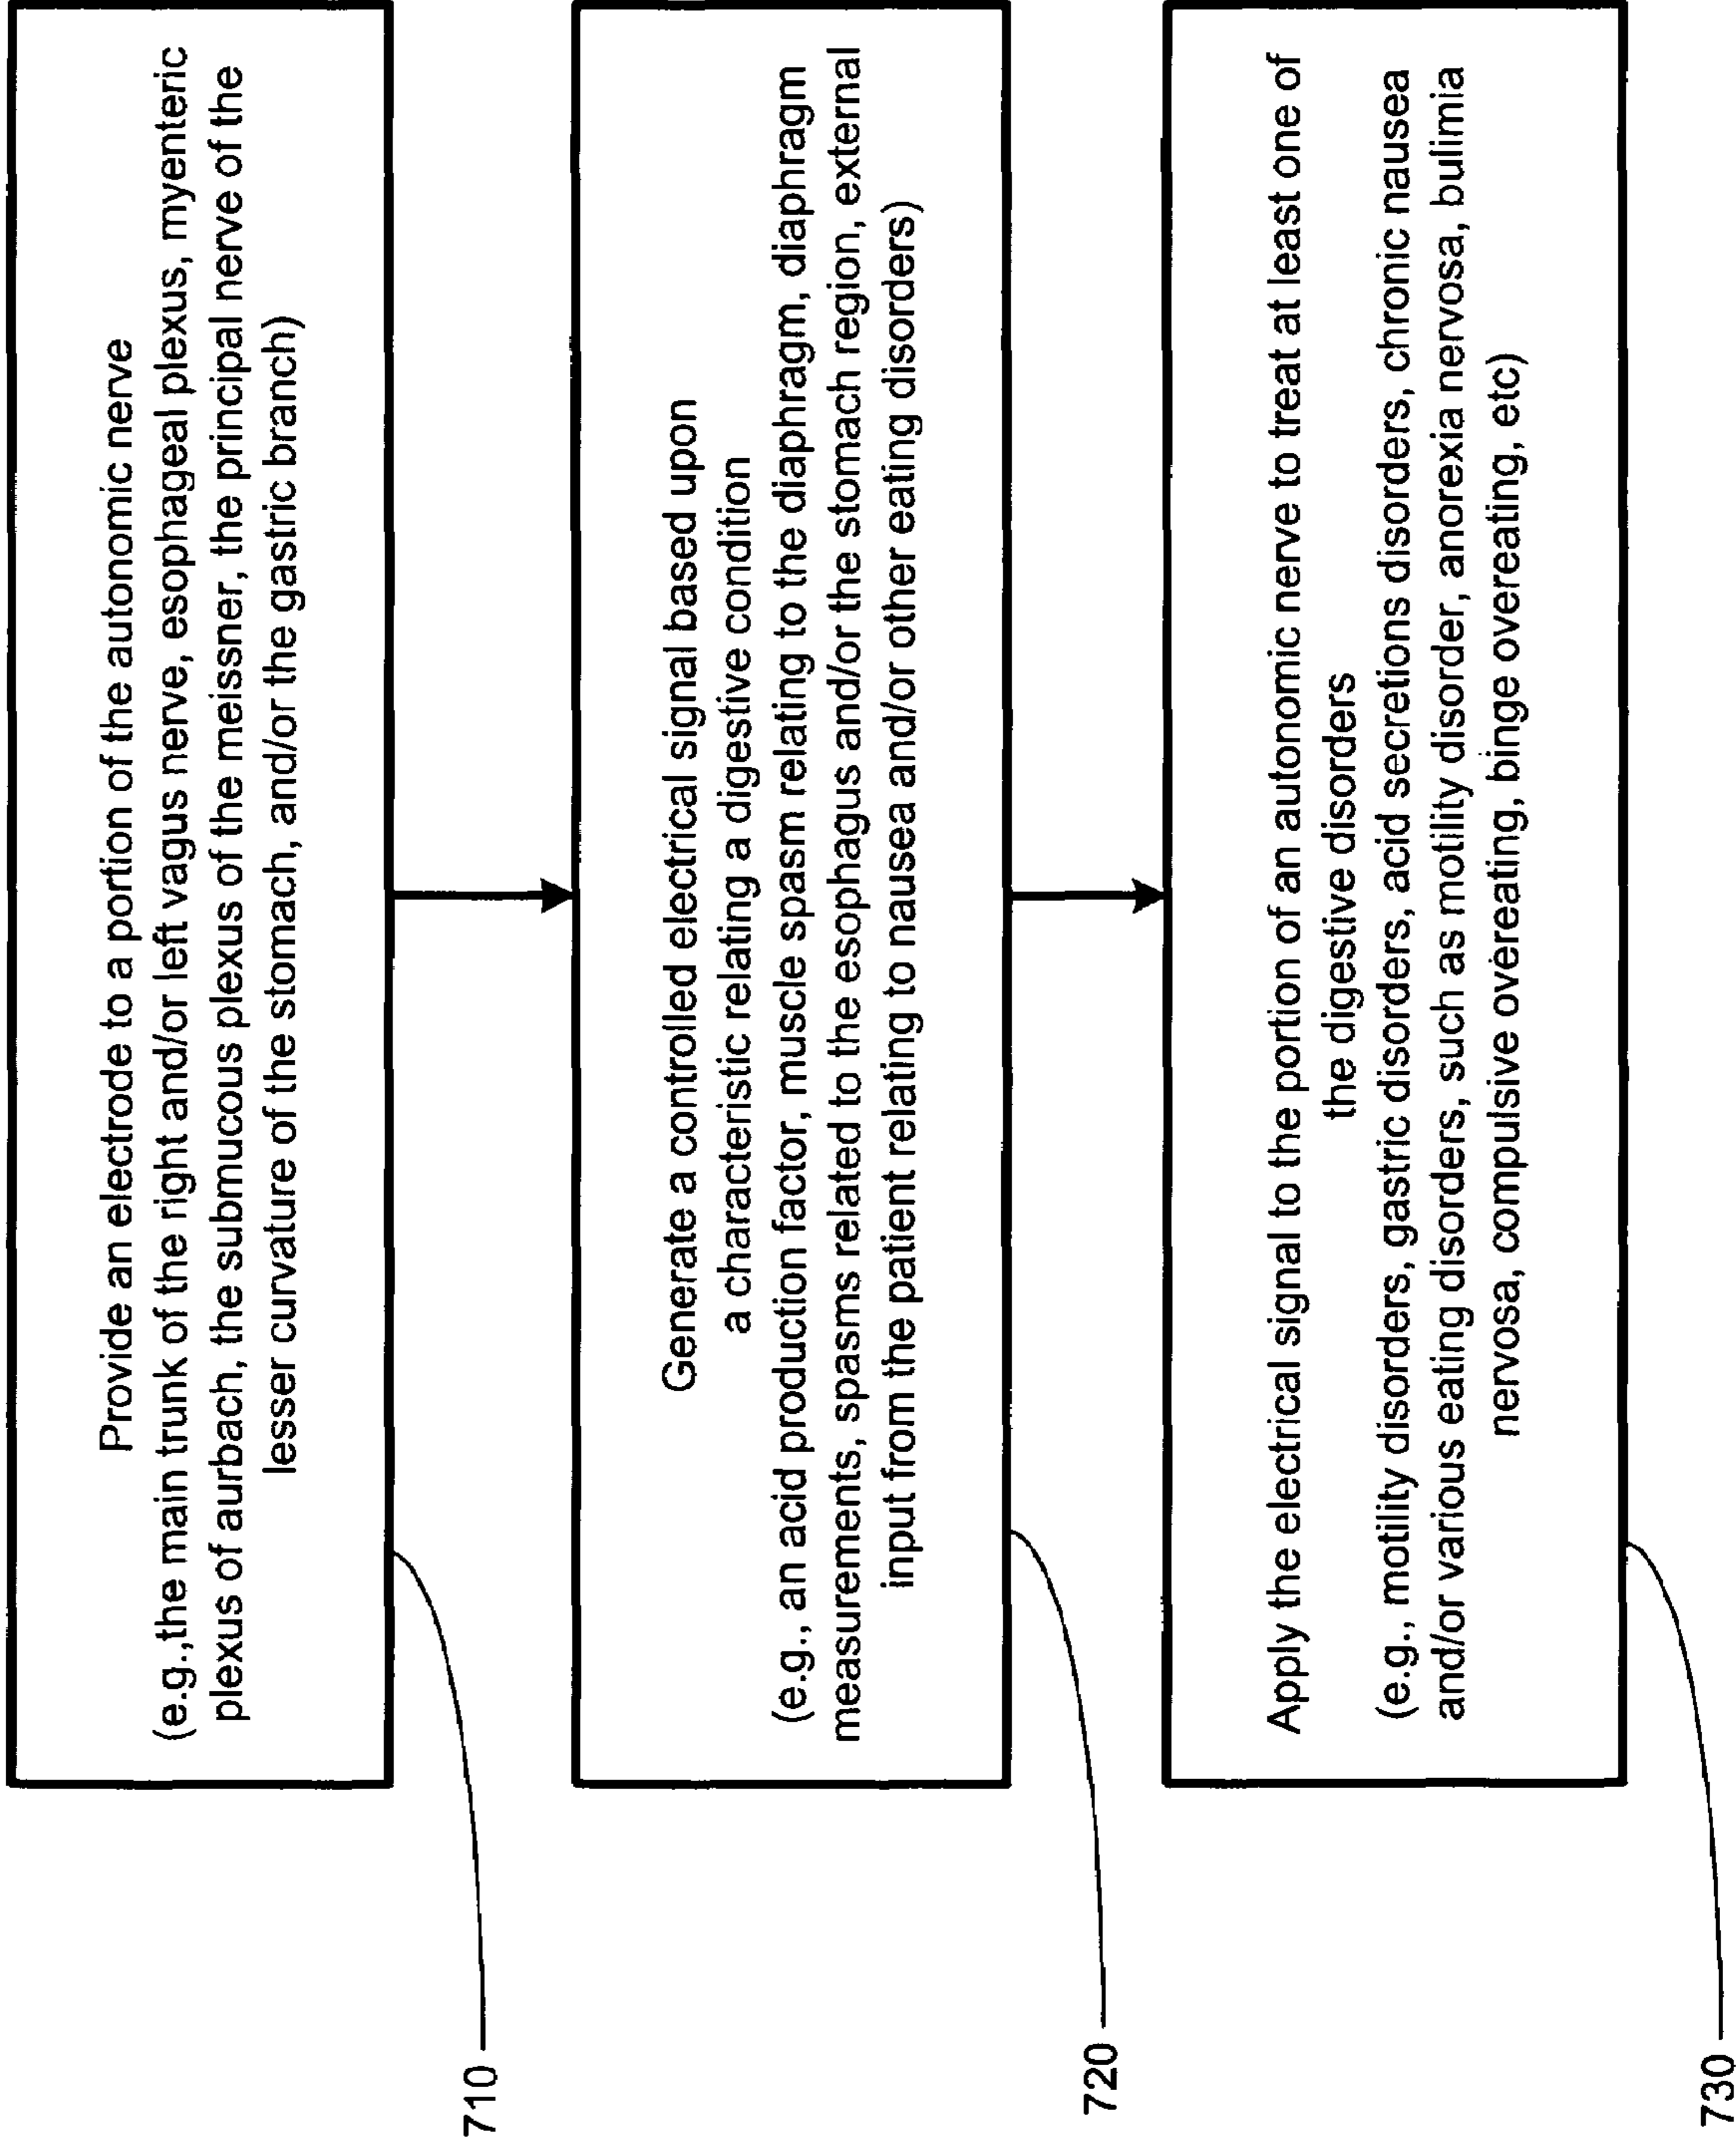 Provide an electrode to a portion of the autonomic nerve
(e.g.,the main trunk of the right and/or left vagus nerve, esophageal plexus, myenteric
plexus of aurbach, the submucous plexus of the meissner, the principal nerve of the
lesser curvature of the stomach, and/or the gastric branch)
710
Generate a controlled electrical signal based upon
a characteristic relating a digestive condition
(e.g., an acid production factor, muscle spasm relating to the diaphragm, diaphragm
measurements, spasms related to the esophagus and/or the stomach region, external
input from the patient relating to nausea and/or other eating disorders)
720
Apply the electrical signal to the portion of an autonomic nerve to treat at least one of
the digestive disorders
(e.g., motility disorders, gastric disorders, acid secretions disorders, chronic nausea
and/or various eating disorders, such as motility disorder, anorexia nervosa, bulimia
nervosa, compulsive overeating, binge overeating, etc)
730